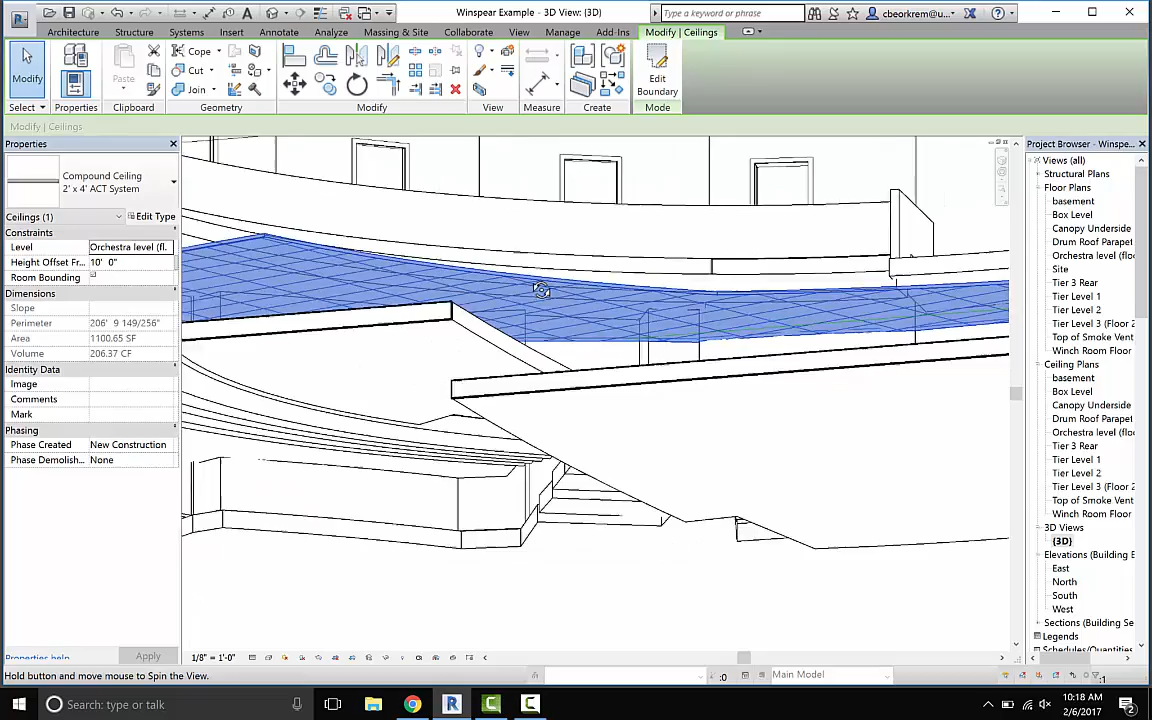 Winspear Example - 3D View: {3D}
Type a keyword or phrase
cbeorkrem@u...
Architecture Structure Systems Insert Annotate Analyze Massing & Site Collaborate View Manage Add-Ins Modify | Ceilings
Modify
Properties
Paste
Cope
Cut
Join
Edit
Boundary
Select Properties Clipboard Geometry Modify View Measure Create Mode
Modify | Ceilings
Properties
Compound Ceiling
2' x 4' ACT System
Ceilings (1)
Edit Type
Constraints
Level Orchestra level (fl.
Height Offset Fr... 10' 0"
Room Bounding
Dimensions
Slope
Perimeter 206' 9 149/256"
Area 1100.65 SF
Volume 206.37 CF
Identity Data
Image
Comments
Mark
Phasing
Phase Created New Construction
Phase Demolish... None
Properties help
Apply
Project Browser - Winspe...
Views (all)
Structural Plans
Floor Plans
basement
Box Level
Canopy Underside
Drum Roof Parapet
Orchestra level (floo
Site
Tier 3 Rear
Tier Level 1
Tier Level 2
Tier Level 3 (Floor 2
Top of Smoke Vent
Winch Room Floor
Ceiling Plans
basement
Box Level
Canopy Underside
Drum Roof Parapet
Orchestra level (floo
Tier 3 Rear
Tier Level 1
Tier Level 2
Tier Level 3 (Floor 2
Top of Smoke Vent
Winch Room Floor
3D Views
{3D}
Elevations (Building E
East
North
South
West
Sections (Building Se
Legends
Schedules/Quantities
1/8" = 1'-0"
Hold button and move mouse to Spin the View.
:0
Main Model
:1
Search: type or task
10:18 AM
2/6/2017